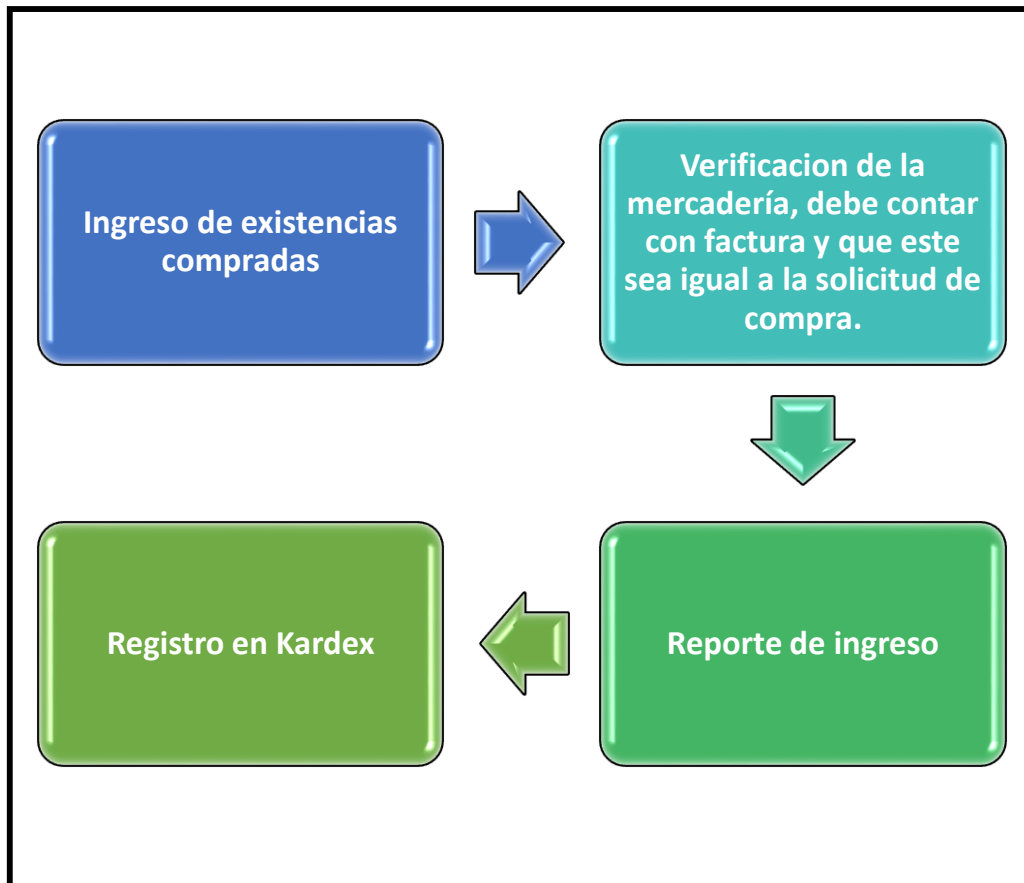 Ingreso de existencias
compradas
Verificacion de la
mercadería, debe contar
con factura y que este
sea igual a la solicitud de
compra.
Reporte de ingreso
Registro en Kardex